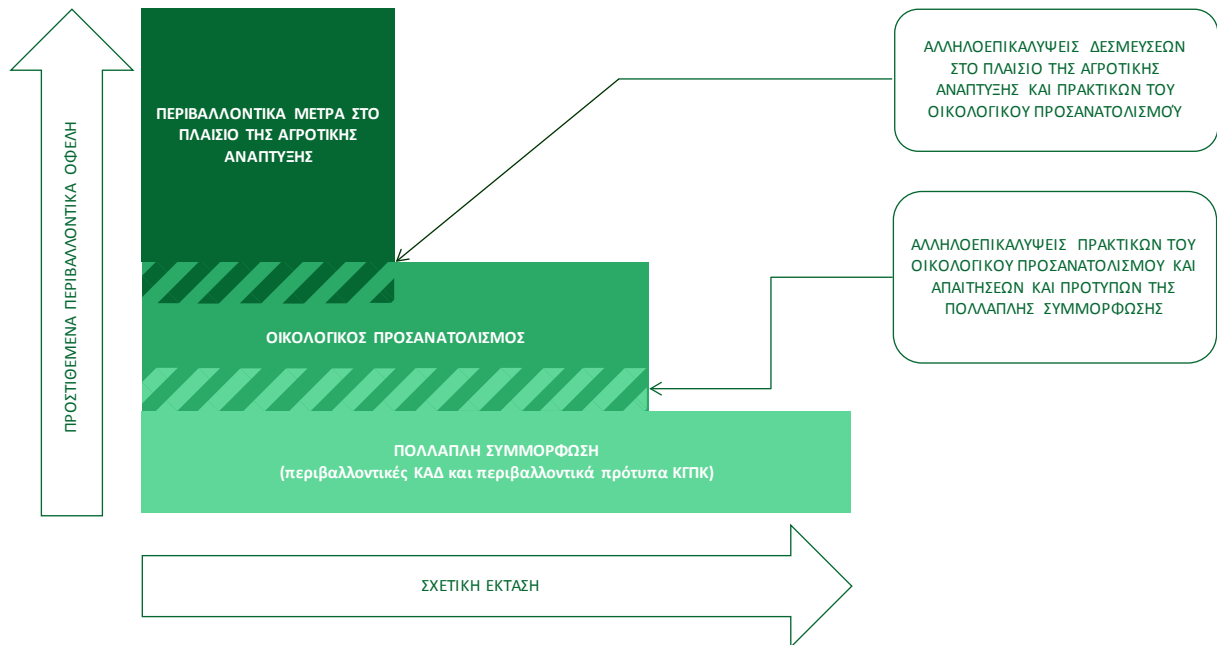 ΠΡΟΣΤΙΘΕΜΕΝΑ ΠΕΡΙΒΑΛΛΟΝΤΙΚΑ ΟΦΕΛΗ
ΠΕΡΙΒΑΛΛΟΝΤΙΚΑ ΜΕΤΡΑ ΣΤΟ
ΠΛΑΙΣΙΟ ΤΗΣ ΑΓΡΟΤΙΚΗΣ
ΑΝΑΠΤΥΞΗΣ
ΑΛΛΗΛΟΕΠΙΚΑΛΥΨΕΙΣ ΔΕΣΜΕΥΣΕΩΝ
ΣΤΟ ΠΛΑΙΣΙΟ ΤΗΣ ΑΓΡΟΤΙΚΗΣ
ΑΝΑΠΤΥΞΗΣ ΚΑΙ ΠΡΑΚΤΙΚΩΝ ΤΟΥ
ΟΙΚΟΛΟΓΙΚΟΥ ΠΡΟΣΑΝΑΤΟΛΙΣΜΟΎ
ΑΛΛΗΛΟΕΠΙΚΑΛΥΨΕΙΣ ΠΡΑΚΤΙΚΩΝ ΤΟΥ
ΟΙΚΟΛΟΓΙΚΟΥ ΠΡΟΣΑΝΑΤΟΛΙΣΜΟΥ ΚΑΙ
ΑΠΑΙΤΗΣΕΩΝ ΚΑΙ ΠΡΟΤΥΠΩΝ ΤΗΣ
ΠΟΛΛΑΠΛΗΣ ΣΥΜΜΟΡΦΩΣΗΣ
ΟΙΚΟΛΟΓΙΚΟΣ ΠΡΟΣΑΝΑΤΟΛΙΣΜΟΣ
ΠΟΛΛΑΠΛΗ ΣΥΜΜΟΡΦΩΣΗ
(περιβαλλοντικές ΚΑΔ και περιβαλλοντικά πρότυπα ΚΓΠΚ)
ΣΧΕΤΙΚΗ ΕΚΤΑΣΗ